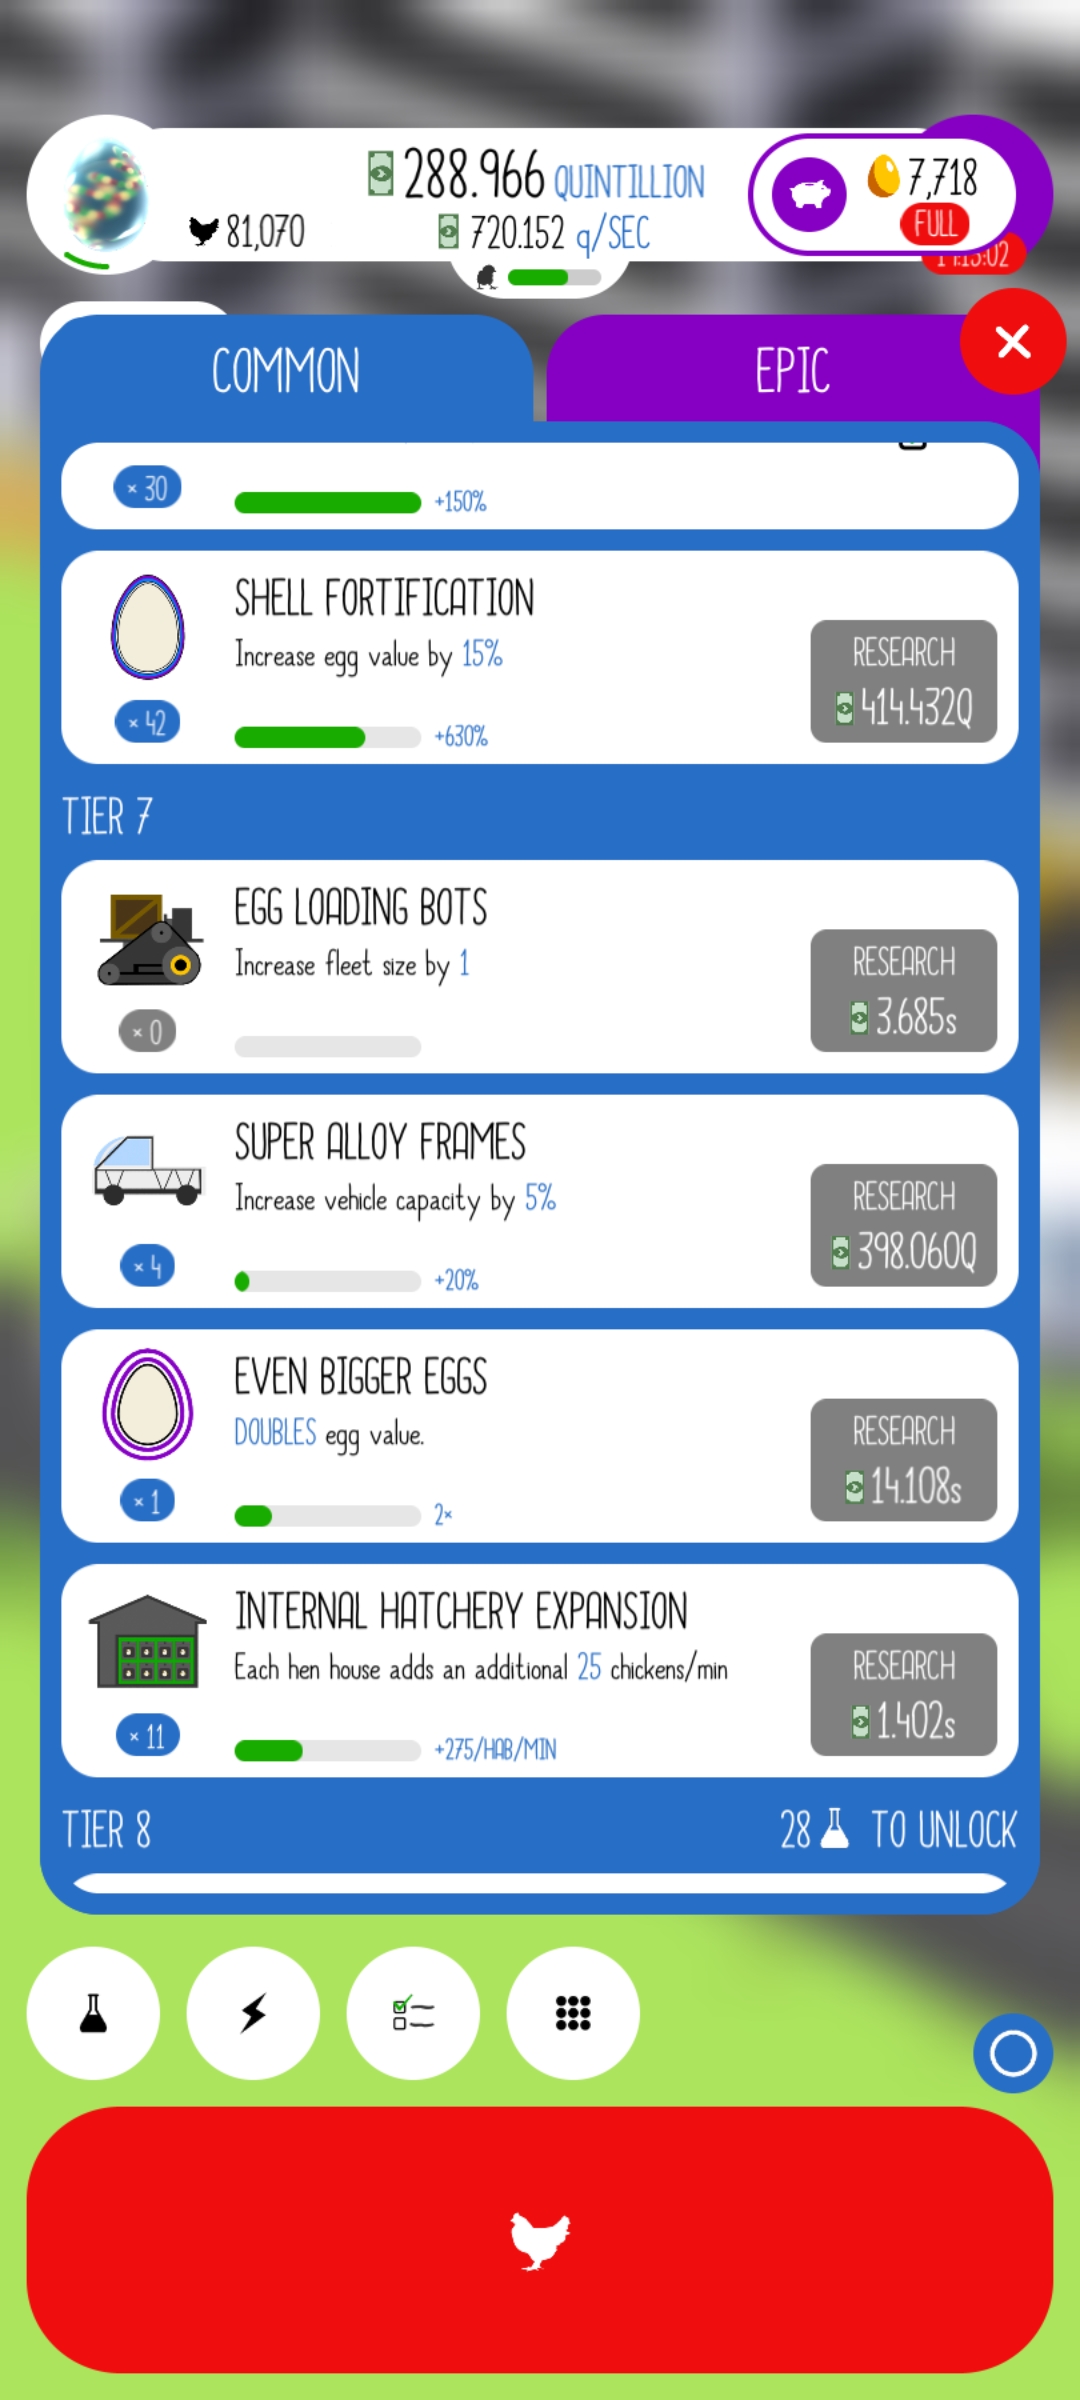 288.966 QUINTILLION
7,718
81,070
720.152 q/SEC
FULL
COMMON
EPIC
× 30
+150%
SHELL FORTIFICATION
Increase egg value by 15%
RESEARCH
414.432Q
× 42
+630%
TIER 7
EGG LOADING BOTS
Increase fleet size by 1
RESEARCH
3.685s
× 0
SUPER ALLOY FRAMES
Increase vehicle capacity by 5%
RESEARCH
398.060Q
× 4
+20%
EVEN BIGGER EGGS
DOUBLES egg value.
RESEARCH
14.108s
× 1
2×
INTERNAL HATCHERY EXPANSION
Each hen house adds an additional 25 chickens/min
RESEARCH
1.402s
× 11
+275/HAB/MIN
TIER 8
28 TO UNLOCK